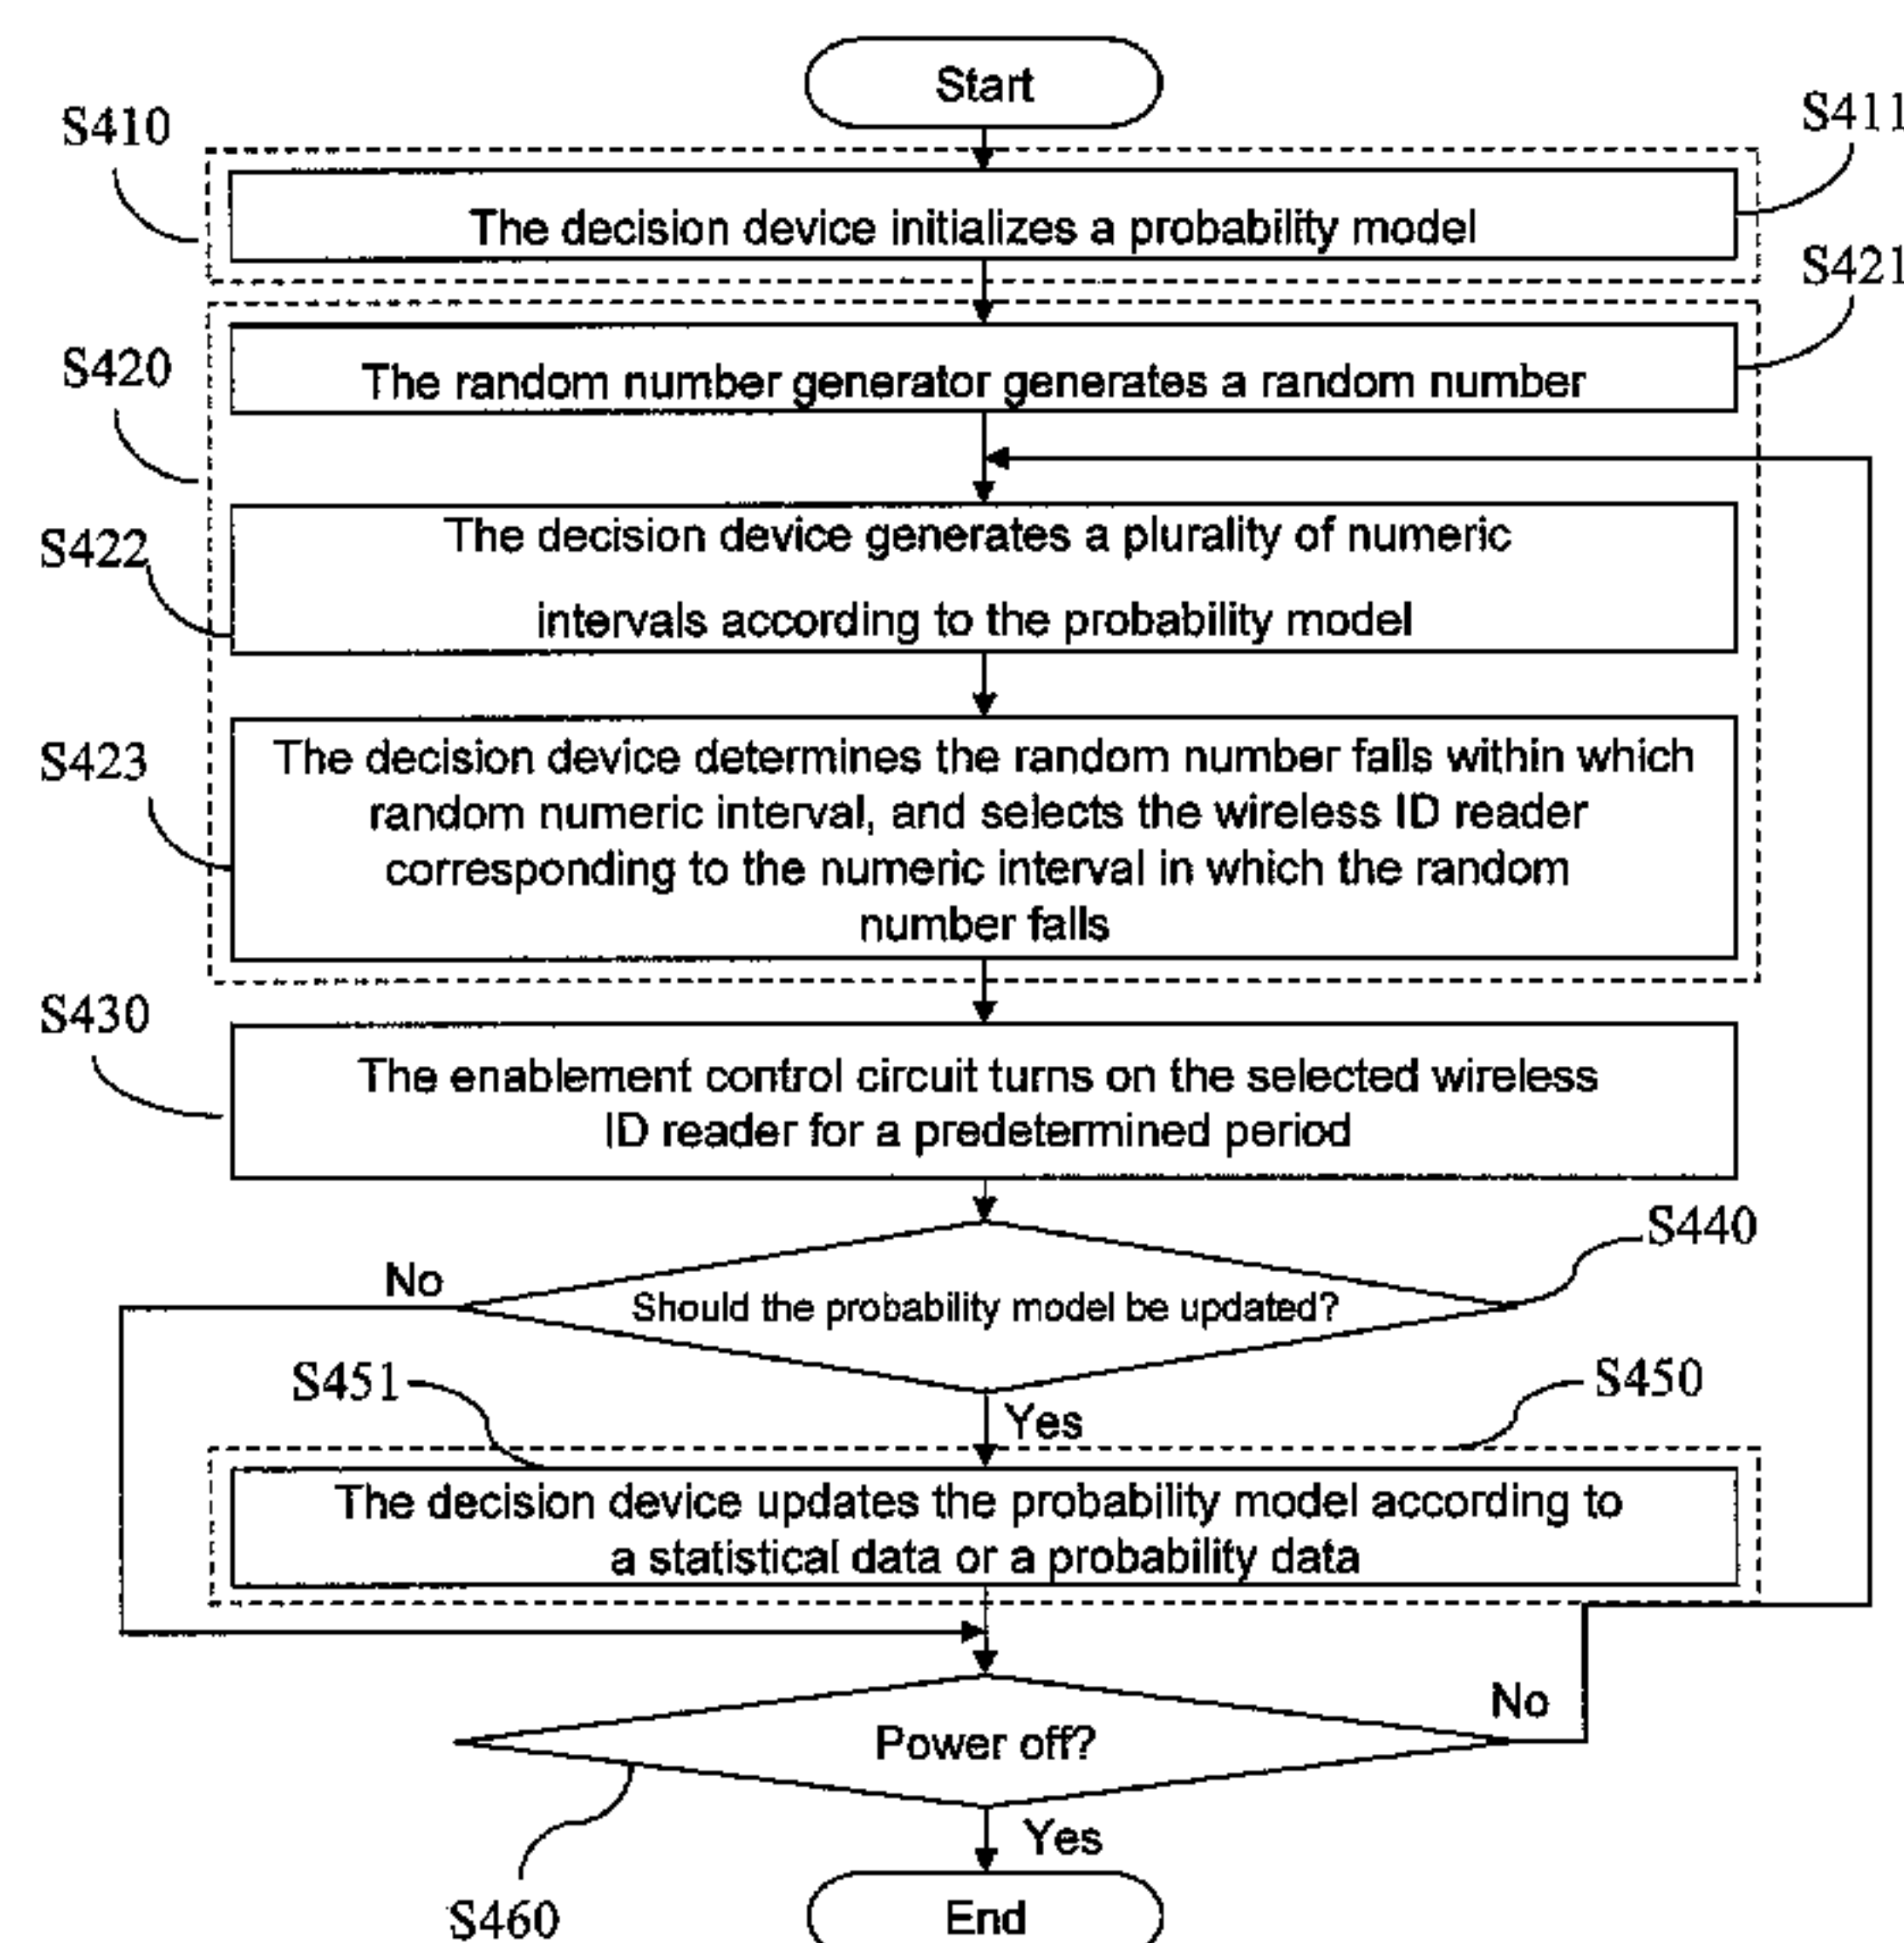 Start
S410
S411
The decision device initializes a probability model
S421
S420
The random number generator generates a random number
S422
The decision device generates a plurality of numeric
intervals according to the probability model
S423
The decision device determines the random number falls within which
random numeric interval, and selects the wireless ID reader
corresponding to the numeric interval in which the random
number falls
S430
The enablement control circuit turns on the selected wireless
ID reader for a predetermined period
S440
No
Should the probability model be updated?
S451
S450
Yes
The decision device updates the probability model according to
a statistical data or a probability data
No
Power off?
Yes
S460
End